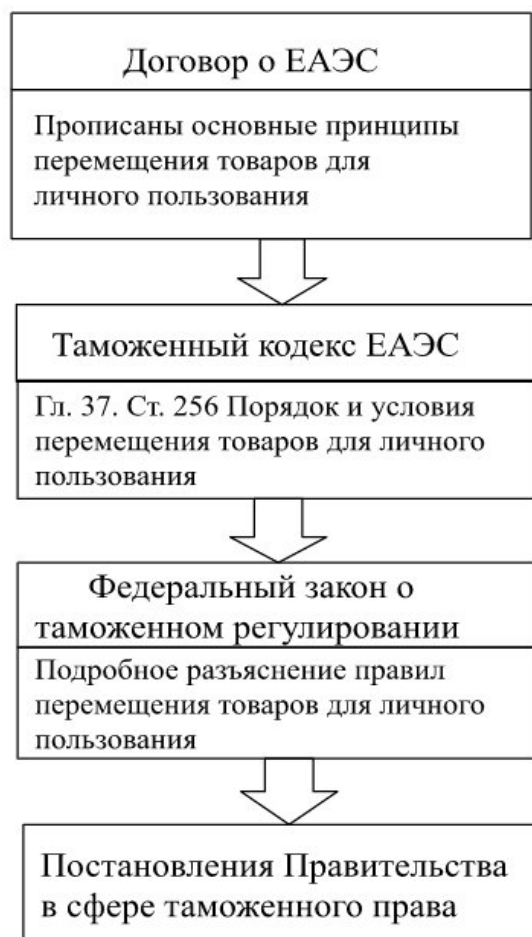 Договор о ЕАЭС
Прописаны основные принципы
перемещения товаров для
личного пользования
Таможенный кодекс ЕАЭС
Гл. 37. Ст. 256 Порядок и условия
перемещения товаров для личного
пользования
Федеральный закон о
таможенном регулировании
Подробное разъяснение правил
перемещения товаров для личного
пользования
Постановления Правительства
в сфере таможенного права